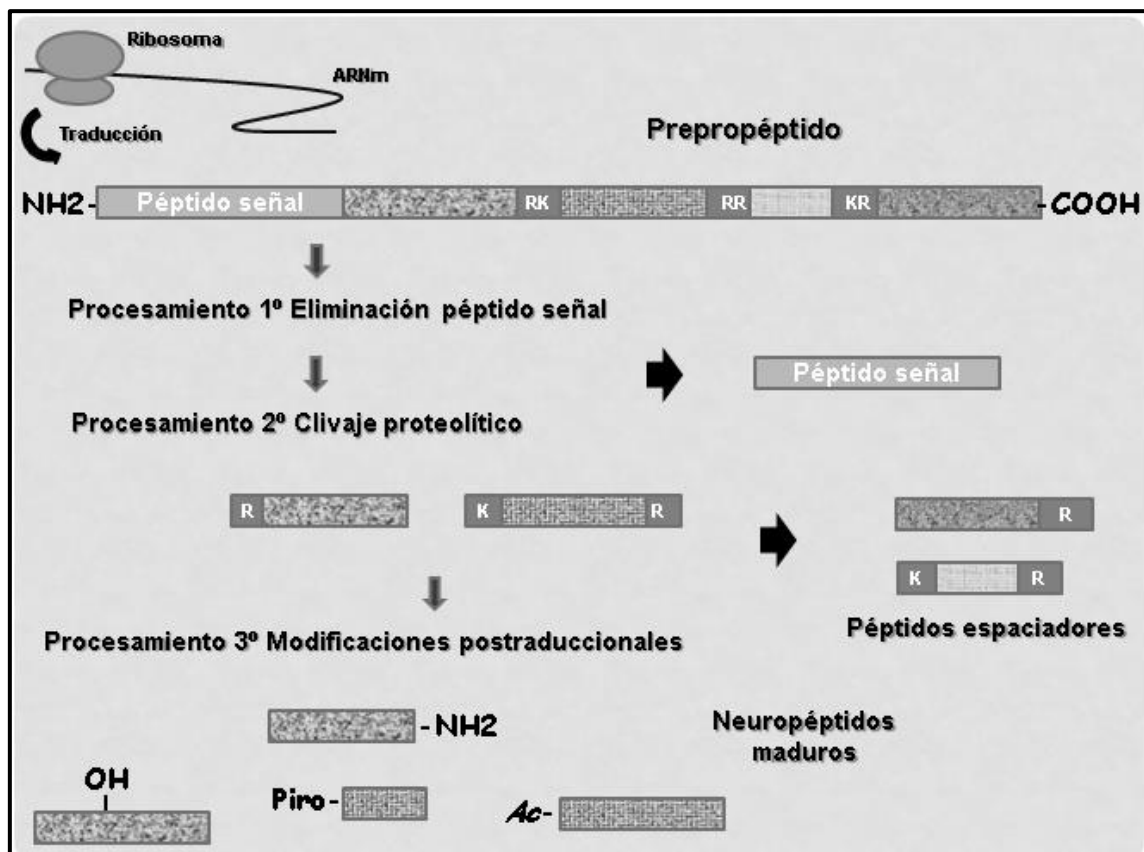 Ribosoma
ARNm
Traducción
Prepropéptido
NH2- Péptido señal RK RR KR -COOH
Procesamiento 1º Eliminación péptido señal
Péptido señal
Procesamiento 2º Clivaje proteolítico
R K R R
K R
Péptidos espaciadores
Procesamiento 3º Modificaciones postraduccionales
-NH2
Neuropéptidos
maduros
OH
Piro-
Ac-